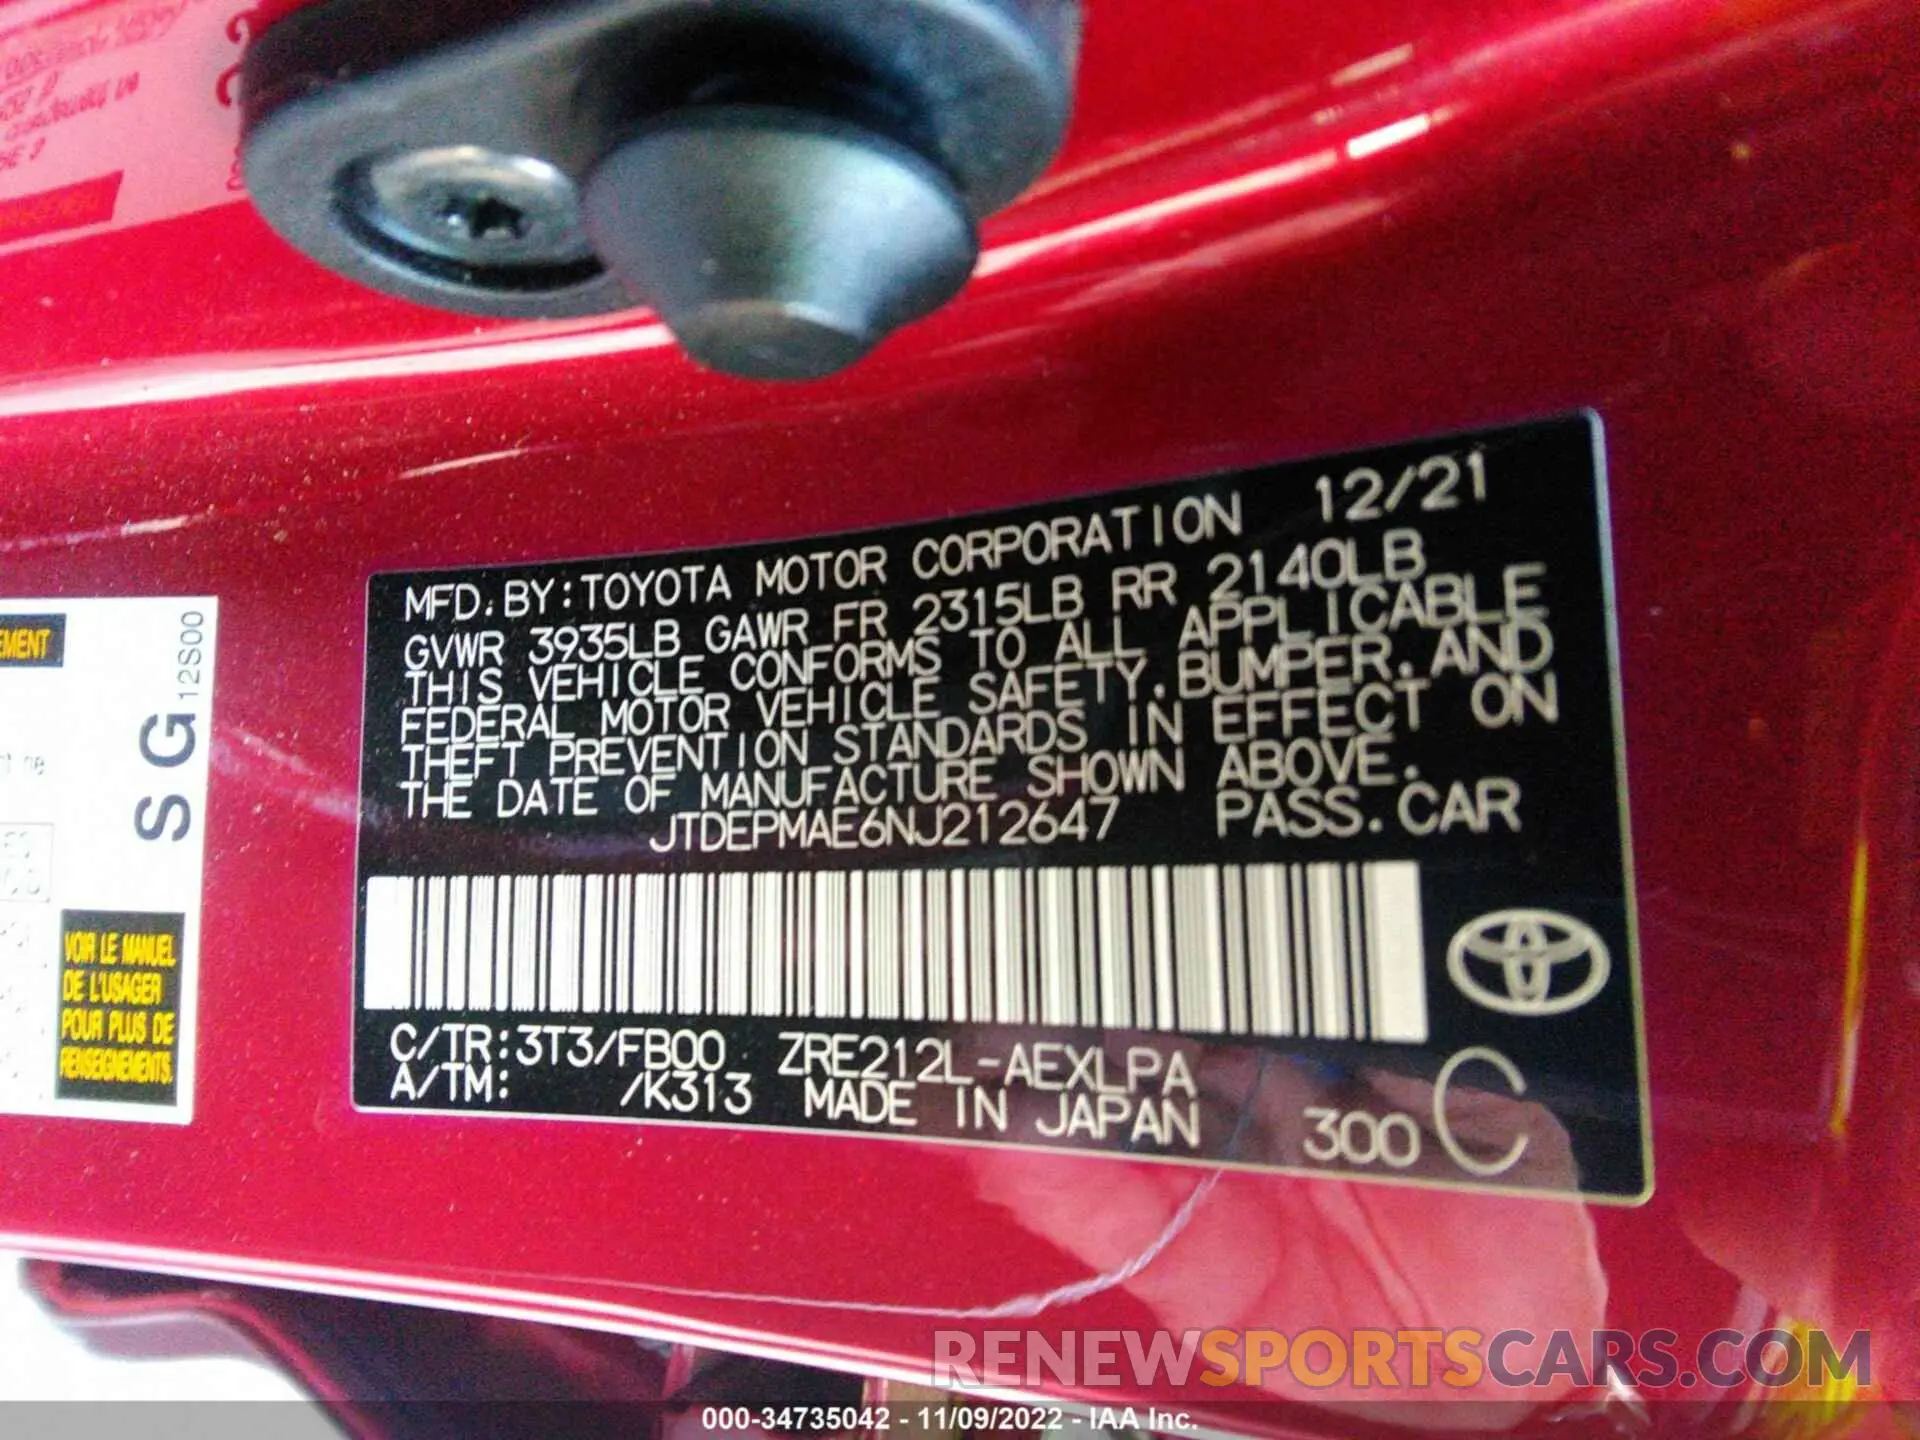 MFD. BY: TOYOTA MOTOR CORPORATION 12/21
GVWR 3935LB GAWR FR 2315LB RR 2140LB
THIS VEHICLE CONFORMS TO ALL APPLICABLE
FEDERAL MOTOR VEHICLE SAFETY, BUMPER, AND
THEFT PREVENTION STANDARDS IN EFFECT ON
THE DATE OF MANUFACTURE SHOWN ABOVE.
JTDEPMAE6NJ212647 PASS. CAR
C/TR: 3T3/FB00 ZRE212L-AEXLPA
A/TM: /K313 MADE IN JAPAN 300 C
EMENT
S G 12S00
VOIR LE MANUEL
DE L'USAGER
POUR PLUS DE
RENSEIGNEMENTS.
RENEWSPORTSCARS.COM
000-34735042 - 11/09/2022 - IAA Inc.